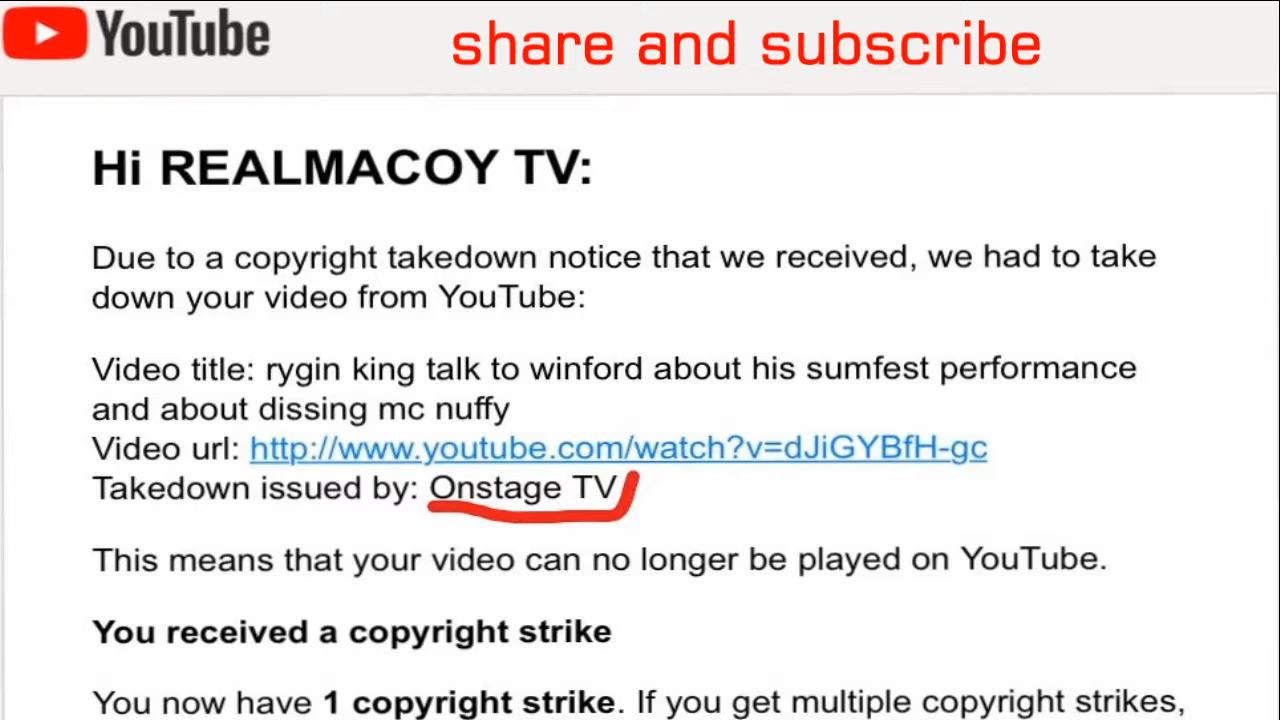 YouTube
share and subscribe
Hi REALMACOY TV:
Due to a copyright takedown notice that we received, we had to take
down your video from YouTube:
Video title: rygin king talk to winford about his sumfest performance
and about dissing mc nuffy
Video url: http://www.youtube.com/watch?v=dJiGYBfH-gc
Takedown issued by: Onstage TV
This means that your video can no longer be played on YouTube.
You received a copyright strike
You now have 1 copyright strike. If you get multiple copyright strikes,